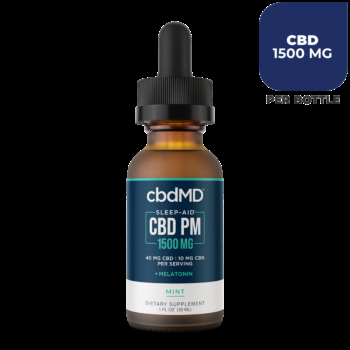 CBD
1500 MG
PER BOTTLE
cbdMD
SLEEP-AID
CBD PM
1500 MG
40 MG CBD : 10 MG CBN
PER SERVING
+ MELATONIN
MINT
DIETARY SUPPLEMENT
1 FL OZ (30 mL)